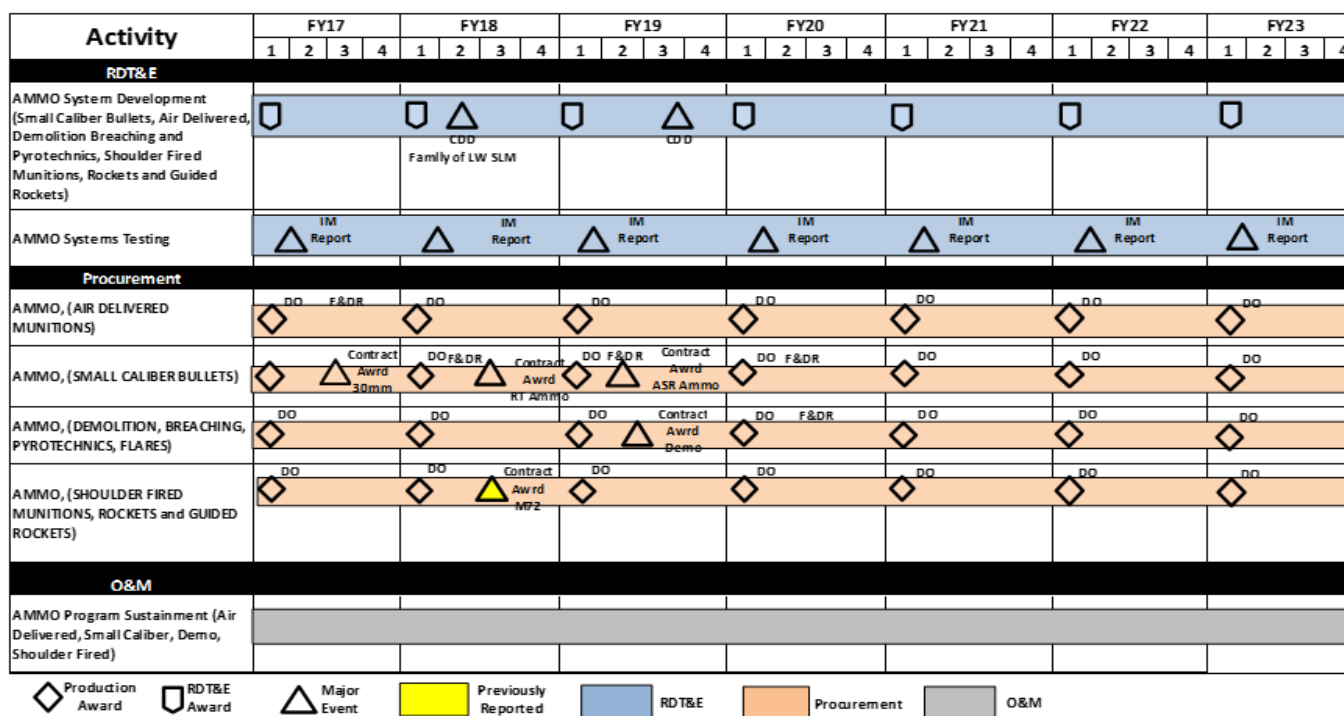 Activity
FY17 FY18 FY19 FY20 FY21 FY22 FY23
1 2 3 4 1 2 3 4 1 2 3 4 1 2 3 4 1 2 3 4 1 2 3 4 1 2 3 4
RDT&E
AMMO System Development
(Small Caliber Bullets, Air Delivered,
Demolition Breaching and
Pyrotechnics, Shoulder Fired
Munitions, Rockets and Guided
Rockets)
CDD
Family of LW SLM
CDD
AMMO Systems Testing
IM
Report
IM
Report
IM
Report
IM
Report
IM
Report
IM
Report
IM
Report
Procurement
AMMO, (AIR DELIVERED
MUNITIONS)
DO F&DR DO DO DO DO DO DO
AMMO, (SMALL CALIBER BULLETS)
DO
Contract
Awrd
30mm
DO F&DR
Contract
Awrd
RT Ammo
DO F&DR
Contract
Awrd
ASR Ammo
DO F&DR DO DO DO
AMMO, (DEMOLITION, BREACHING,
PYROTECHNICS, FLARES)
DO DO DO
Contract
Awrd
Demo
DO F&DR DO DO DO
AMMO, (SHOULDER FIRED
MUNITIONS, ROCKETS and GUIDED
ROCKETS)
DO DO
Contract
Awrd
M72
DO DO DO DO DO
O&M
AMMO Program Sustainment (Air
Delivered, Small Caliber, Demo,
Shoulder Fired)
Production
Award
RDT&E
Award
Major
Event
Previously
Reported
RDT&E
Procurement
O&M